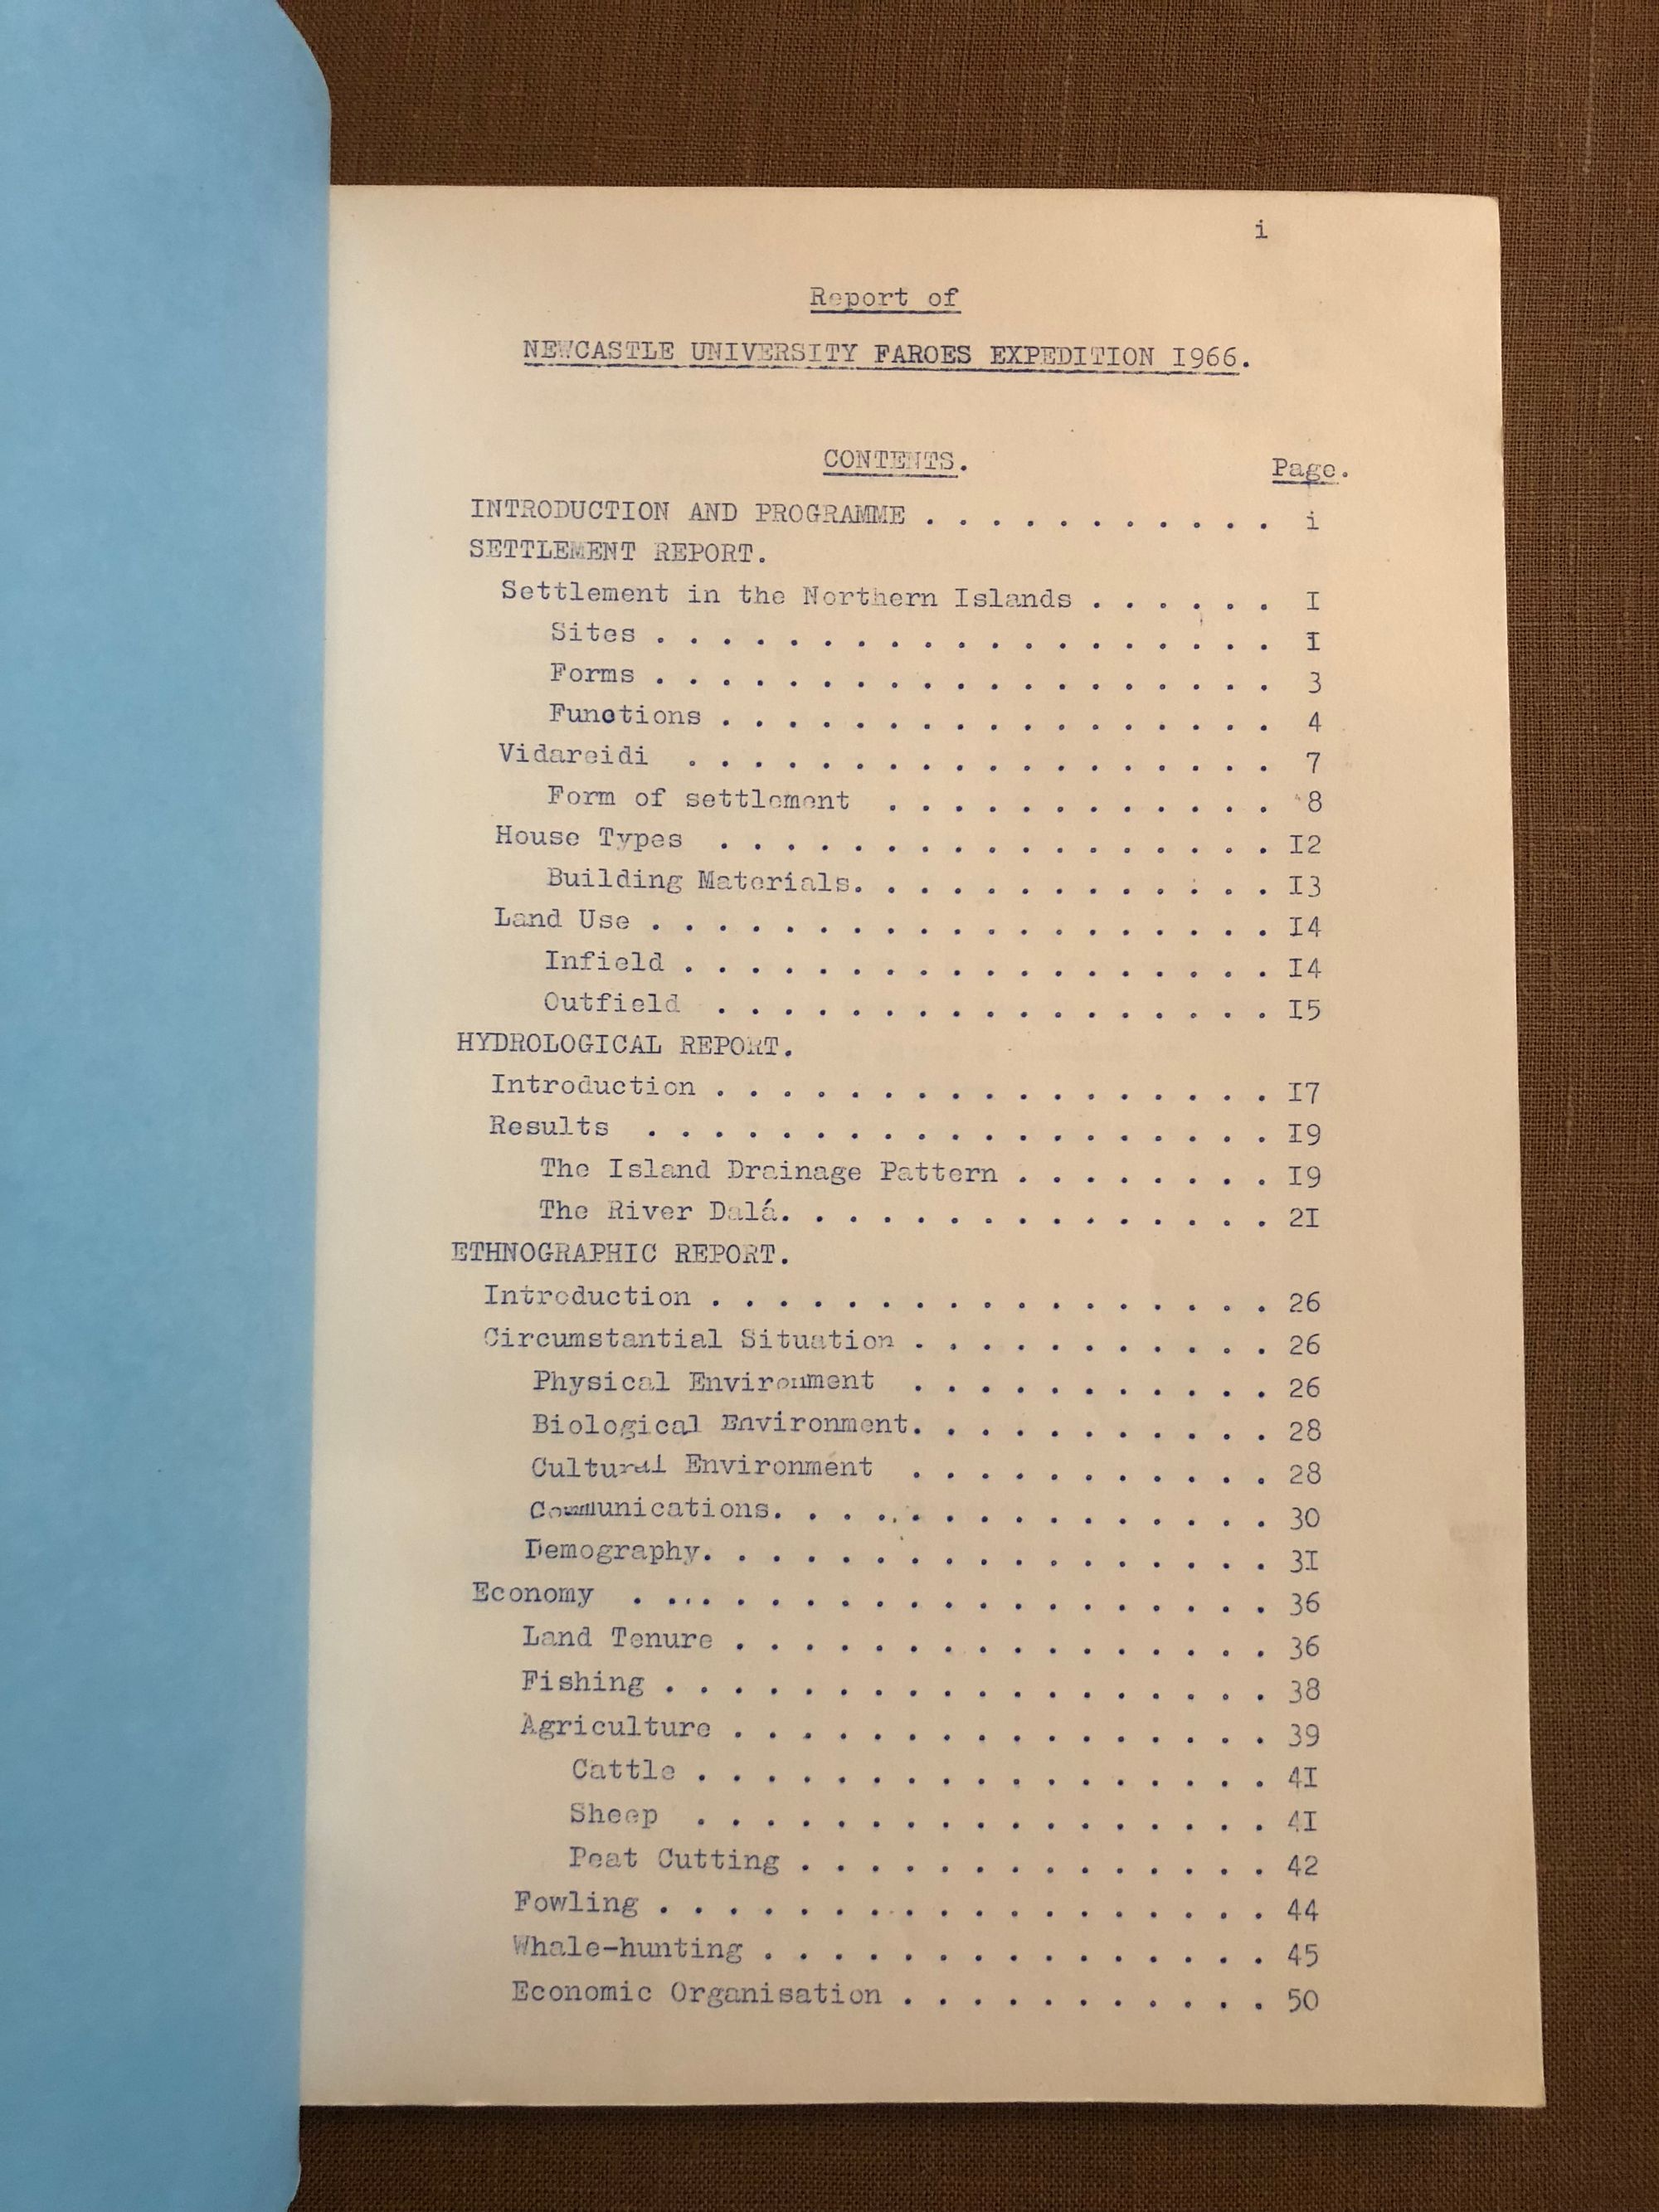 i
Report of
NEWCASTLE UNIVERSITY FAROES EXPEDITION I966.
CONTENTS. Page.
INTRODUCTION AND PROGRAMME . . . . . . . . . . . i
SETTLEMENT REPORT.
Settlement in the Northern Islands . . . . . . I
Sites . . . . . . . . . . . . . . . . . . . I
Forms . . . . . . . . . . . . . . . . . . . 3
Functions . . . . . . . . . . . . . . . . . 4
Vidareidi . . . . . . . . . . . . . . . . . . 7
Form of settlement . . . . . . . . . . . . 8
House Types . . . . . . . . . . . . . . . . . I2
Building Materials. . . . . . . . . . . . . I3
Land Use . . . . . . . . . . . . . . . . . . . I4
Infield . . . . . . . . . . . . . . . . . . I4
Outfield . . . . . . . . . . . . . . . . . I5
HYDROLOGICAL REPORT.
Introduction . . . . . . . . . . . . . . . . . I7
Results . . . . . . . . . . . . . . . . . . . I9
The Island Drainage Pattern . . . . . . . . I9
The River Dalá. . . . . . . . . . . . . . . 2I
ETHNOGRAPHIC REPORT.
Introduction . . . . . . . . . . . . . . . . . 26
Circumstantial Situation . . . . . . . . . . . 26
Physical Environment . . . . . . . . . . . 26
Biological Environment. . . . . . . . . . . 28
Cultural Environment . . . . . . . . . . . 28
Communications. . . . . . . . . . . . . . . 30
Demography. . . . . . . . . . . . . . . . . 3I
Economy . . . . . . . . . . . . . . . . . . . 36
Land Tenure . . . . . . . . . . . . . . . . 36
Fishing . . . . . . . . . . . . . . . . . . 38
Agriculture . . . . . . . . . . . . . . . . 39
Cattle . . . . . . . . . . . . . . . . . 4I
Sheep . . . . . . . . . . . . . . . . . 4I
Peat Cutting . . . . . . . . . . . . . . 42
Fowling . . . . . . . . . . . . . . . . . . 44
Whale-hunting . . . . . . . . . . . . . . . 45
Economic Organisation . . . . . . . . . . . 50